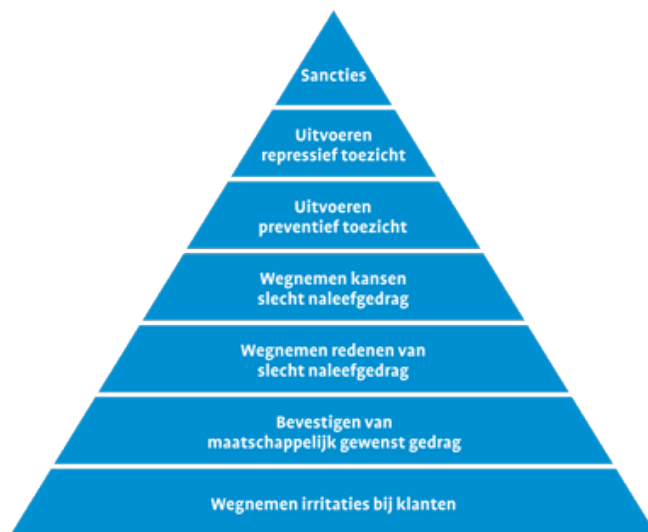 Sancties
Uitvoeren
repressief toezicht
Uitvoeren
preventief toezicht
Wegnemen kansen
slecht naleefgedrag
Wegnemen redenen van
slecht naleefgedrag
Bevestigen van
maatschappelijk gewenst gedrag
Wegnemen irritaties bij klanten